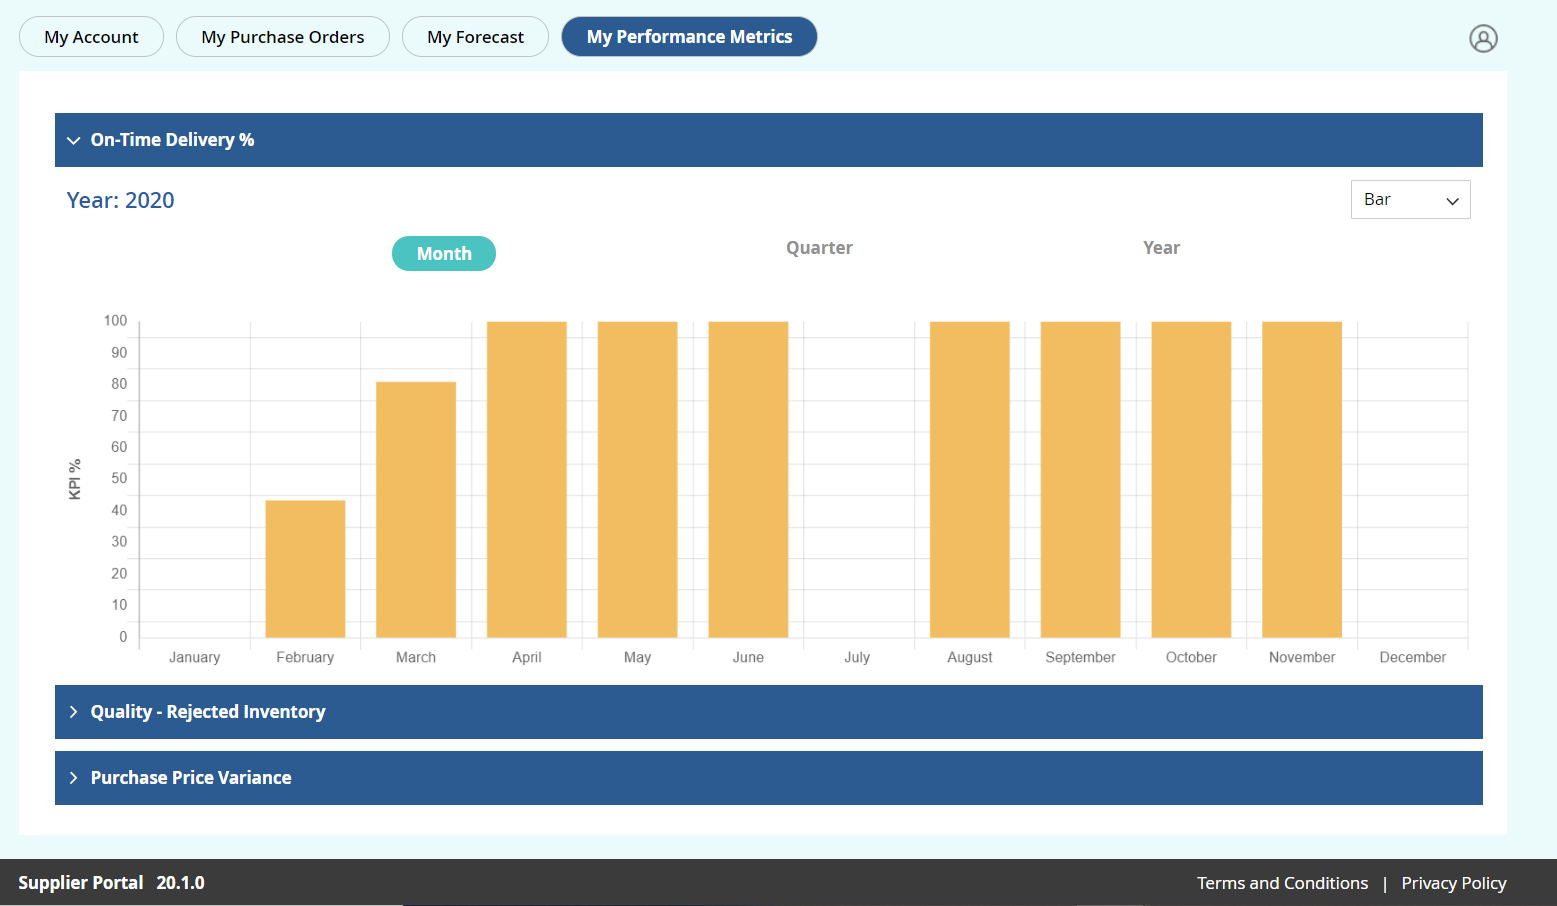 My Account My Purchase Orders My Forecast My Performance Metrics
On-Time Delivery %
Year: 2020 Bar
Month Quarter Year
KPI %
100
90
80
70
60
50
40
30
20
10
0
January February March April May June July August September October November December
Quality - Rejected Inventory
Purchase Price Variance
Supplier Portal 20.1.0 Terms and Conditions | Privacy Policy